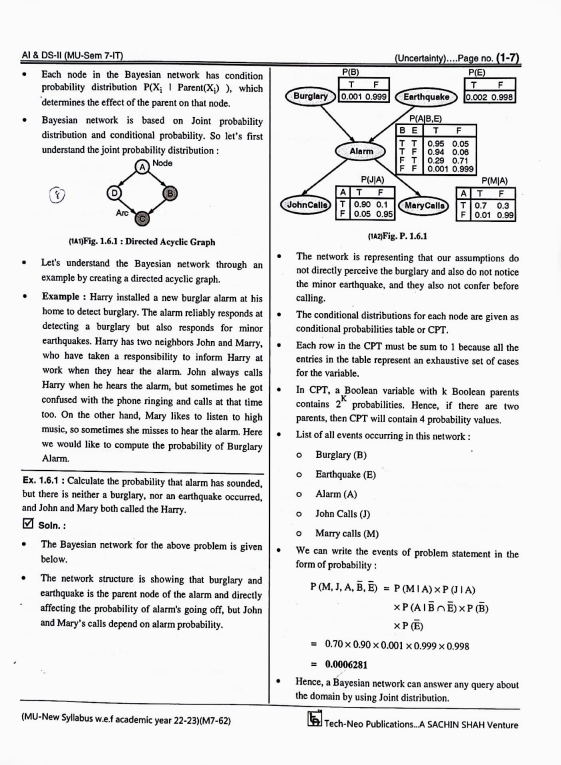 AI & DS-II (MU-Sem 7-IT)
(Uncertainty)....Page no. (1-7)
• Each node in the Bayesian network has condition
probability distribution P(Xi | Parent(Xi) ), which
determines the effect of the parent on that node.
• Bayesian network is based on Joint probability
distribution and conditional probability. So let's first
understand the joint probability distribution :
A Node
D B
Arc C
(1A1)Fig. 1.6.1 : Directed Acyclic Graph
• Let's understand the Bayesian network through an
example by creating a directed acyclic graph.
• Example : Harry installed a new burglar alarm at his
home to detect burglary. The alarm reliably responds at
detecting a burglary but also responds for minor
earthquakes. Harry has two neighbors John and Marry,
who have taken a responsibility to inform Harry at
work when they hear the alarm. John always calls
Harry when he hears the alarm, but sometimes he got
confused with the phone ringing and calls at that time
too. On the other hand, Mary likes to listen to high
music, so sometimes she misses to hear the alarm. Here
we would like to compute the probability of Burglary
Alarm.
Ex. 1.6.1 : Calculate the probability that alarm has sounded,
but there is neither a burglary, nor an earthquake occurred,
and John and Mary both called the Harry.
☑ Soln. :
• The Bayesian network for the above problem is given
below.
• The network structure is showing that burglary and
earthquake is the parent node of the alarm and directly
affecting the probability of alarm's going off, but John
and Mary's calls depend on alarm probability.
P(B) P(E)
T F T F
Burglary 0.001 0.999 Earthquake 0.002 0.998
P(A|B,E)
B E T F
T T 0.95 0.05
Alarm T F 0.94 0.06
F T 0.29 0.71
F F 0.001 0.999
P(J|A) P(M|A)
A T F A T F
JohnCalls T 0.90 0.1 MaryCalls T 0.7 0.3
F 0.05 0.95 F 0.01 0.99
(1A2)Fig. P. 1.6.1
• The network is representing that our assumptions do
not directly perceive the burglary and also do not notice
the minor earthquake, and they also not confer before
calling.
• The conditional distributions for each node are given as
conditional probabilities table or CPT.
• Each row in the CPT must be sum to 1 because all the
entries in the table represent an exhaustive set of cases
for the variable.
• In CPT, a Boolean variable with k Boolean parents
contains 2^K probabilities. Hence, if there are two
parents, then CPT will contain 4 probability values.
• List of all events occurring in this network :
o Burglary (B)
o Earthquake (E)
o Alarm (A)
o John Calls (J)
o Marry calls (M)
• We can write the events of problem statement in the
form of probability :
P (M, J, A, B̄, Ē) = P (M I A) × P (J I A)
× P (A I B̄ ∩ Ē) × P (B̄)
× P (Ē)
= 0.70 × 0.90 × 0.001 × 0.999 × 0.998
= 0.0006281
• Hence, a Bayesian network can answer any query about
the domain by using Joint distribution.
(MU-New Syllabus w.e.f academic year 22-23)(M7-62)
Tech-Neo Publications...A SACHIN SHAH Venture